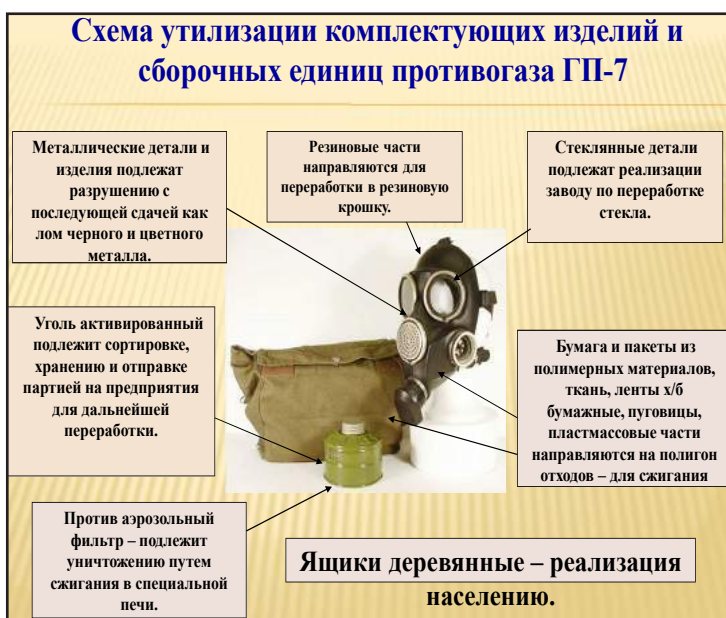 Схема утилизации комплектующих изделий и
сборочных единиц противогаза ГП-7
Металлические детали и
изделия подлежат
разрушению с
последующей сдачей как
лом черного и цветного
металла.
Резиновые части
направляются для
переработки в резиновую
крошку.
Стеклянные детали
подлежат реализации
заводу по переработке
стекла.
Уголь активированный
подлежит сортировке,
хранению и отправке
партией на предприятия
для дальнейшей
переработки.
Бумага и пакеты из
полимерных материалов,
ткань, ленты х/б
бумажные, пуговицы,
пластмассовые части
направляются на полигон
отходов – для сжигания
Против аэрозольный
фильтр – подлежит
уничтожению путем
сжигания в специальной
печи.
Ящики деревянные – реализация
населению.